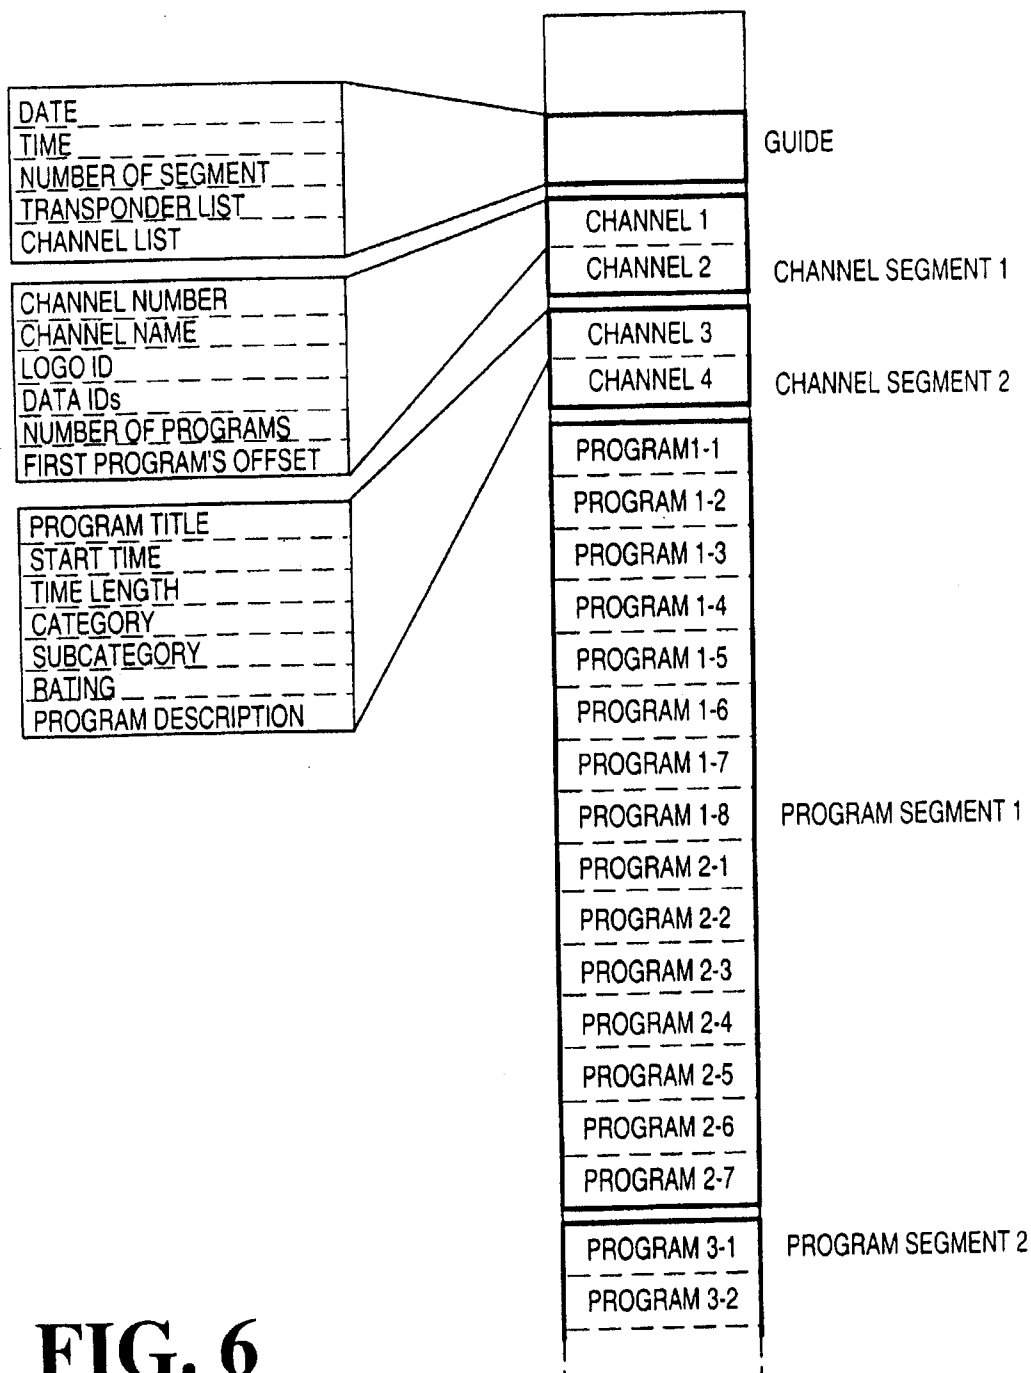 DATE
TIME
NUMBER OF SEGMENT
TRANSPONDER LIST
CHANNEL LIST
CHANNEL NUMBER
CHANNEL NAME
LOGO ID
DATA IDs
NUMBER OF PROGRAMS
FIRST PROGRAM'S OFFSET
PROGRAM TITLE
START TIME
TIME LENGTH
CATEGORY
SUBCATEGORY
RATING
PROGRAM DESCRIPTION
GUIDE
CHANNEL 1
CHANNEL 2
CHANNEL SEGMENT 1
CHANNEL 3
CHANNEL 4
CHANNEL SEGMENT 2
PROGRAM1-1
PROGRAM 1-2
PROGRAM 1-3
PROGRAM 1-4
PROGRAM 1-5
PROGRAM 1-6
PROGRAM 1-7
PROGRAM 1-8
PROGRAM SEGMENT 1
PROGRAM 2-1
PROGRAM 2-2
PROGRAM 2-3
PROGRAM 2-4
PROGRAM 2-5
PROGRAM 2-6
PROGRAM 2-7
PROGRAM 3-1
PROGRAM SEGMENT 2
PROGRAM 3-2
FIG. 6